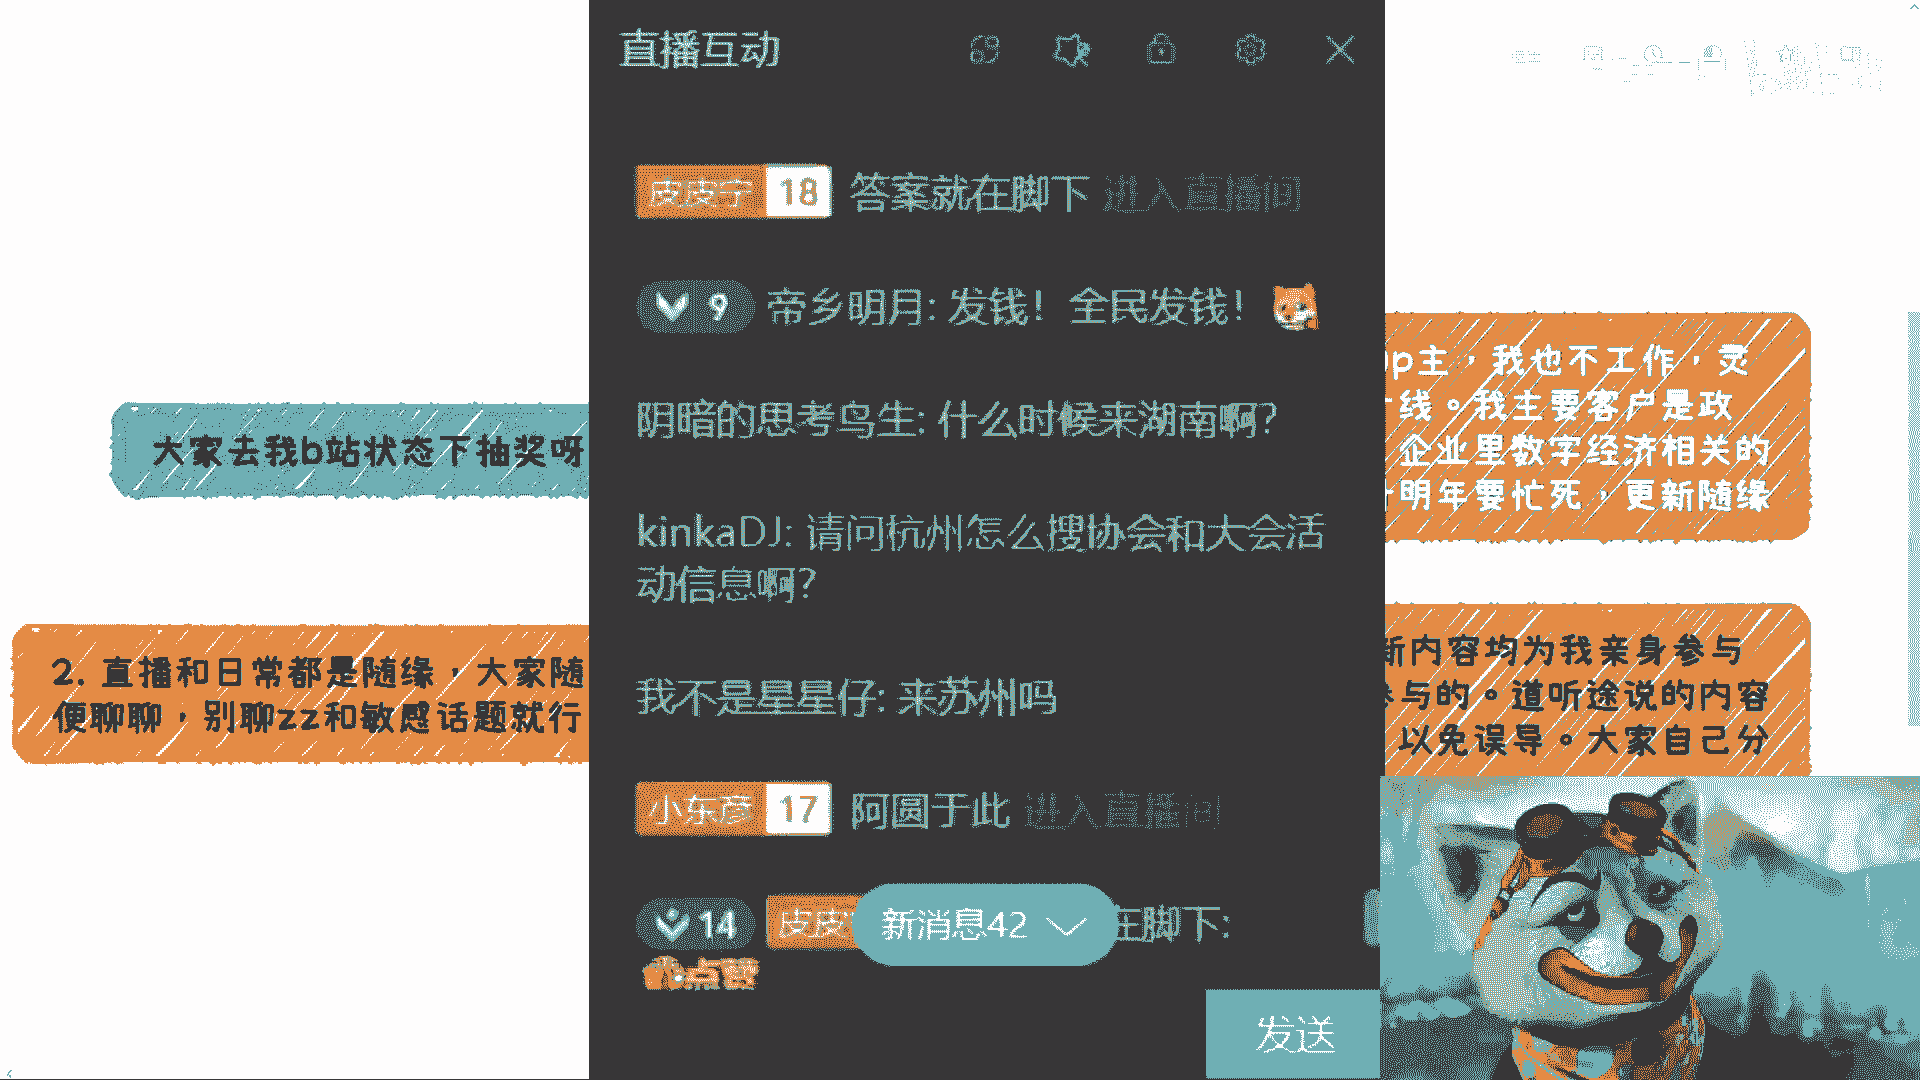 直播互动
皮皮宇 18 答案就在脚下 进入直播间
9 帝乡明月: 发钱! 全民发钱!
阴暗的思考鸟生: 什么时候来湖南啊?
kinkaDJ: 请问杭州怎么搜协会和大会活
动信息啊?
我不是星星仔: 来苏州吗
小东彦 17 阿圆于此 进入直播间
14 皮皮 在脚下:
点赞
新消息42
发送
大家去我b站状态下抽奖呀
2. 直播和日常都是随缘，大家随
便聊聊，别聊zz和敏感话题就行
p主，我也不工作，灵
线。我主要客户是政
企业里数字经济相关的
明年要忙死，更新随缘
新内容均为我亲身参与
参与的。道听途说的内容
以免误导。大家自己分